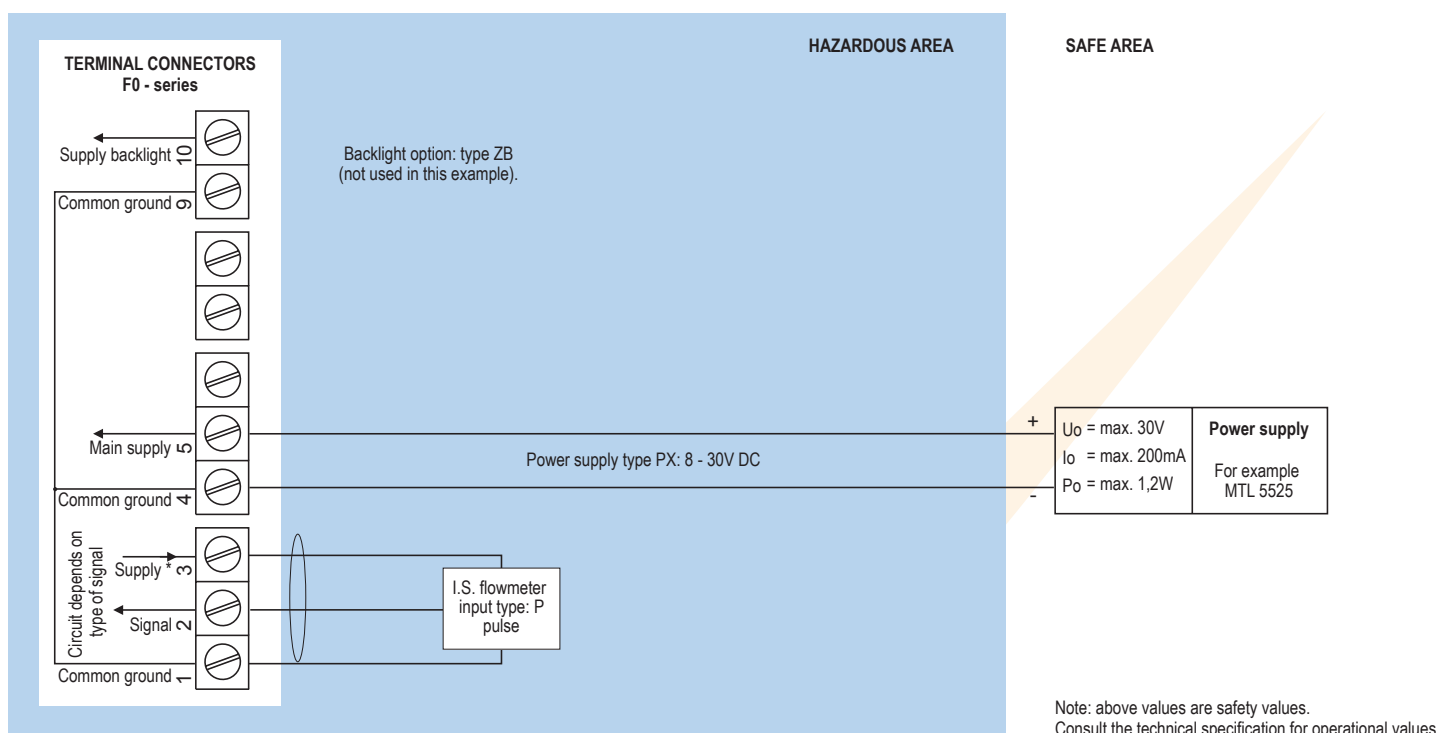 HAZARDOUS AREA
SAFE AREA
TERMINAL CONNECTORS
F0 - series
Supply backlight 10
Common ground 9
Backlight option: type ZB
(not used in this example).
Main supply 5
Common ground 4
Power supply type PX: 8 - 30V DC
+
-
Uo = max. 30V
Io = max. 200mA
Po = max. 1,2W
Power supply
For example
MTL 5525
Circuit depends on
type of signal
Supply * 3
Signal 2
Common ground 1
I.S. flowmeter
input type: P
pulse
Note: above values are safety values.
Consult the technical specification for operational values